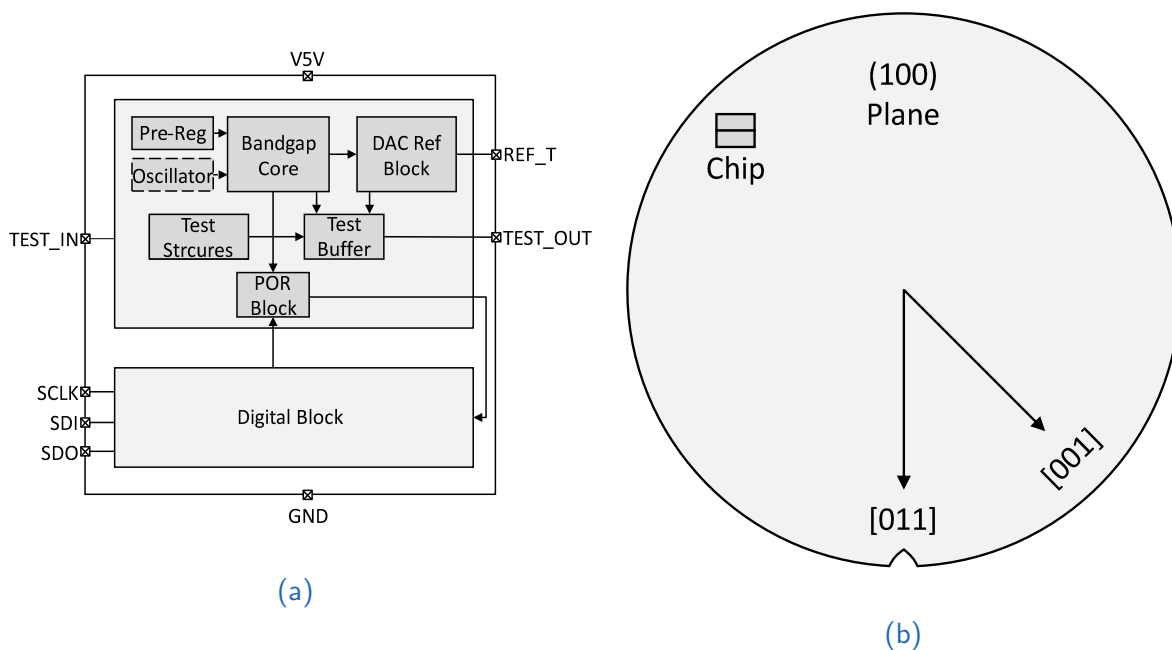 V5V
Pre-Reg
Oscillator
Bandgap
Core
DAC Ref
Block
REF_T
Test
Strcures
Test
Buffer
TEST_IN
TEST_OUT
POR
Block
SCLK
SDI
SDO
Digital Block
GND
(a)
(100)
Plane
Chip
[001]
[011]
(b)